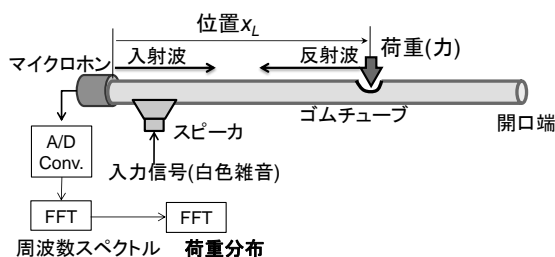 位置xL
入射波
反射波
荷重(力)
マイクロホン
スピーカ
ゴムチューブ
開口端
A/D
Conv.
入力信号(白色雑音)
FFT
FFT
周波数スペクトル
荷重分布